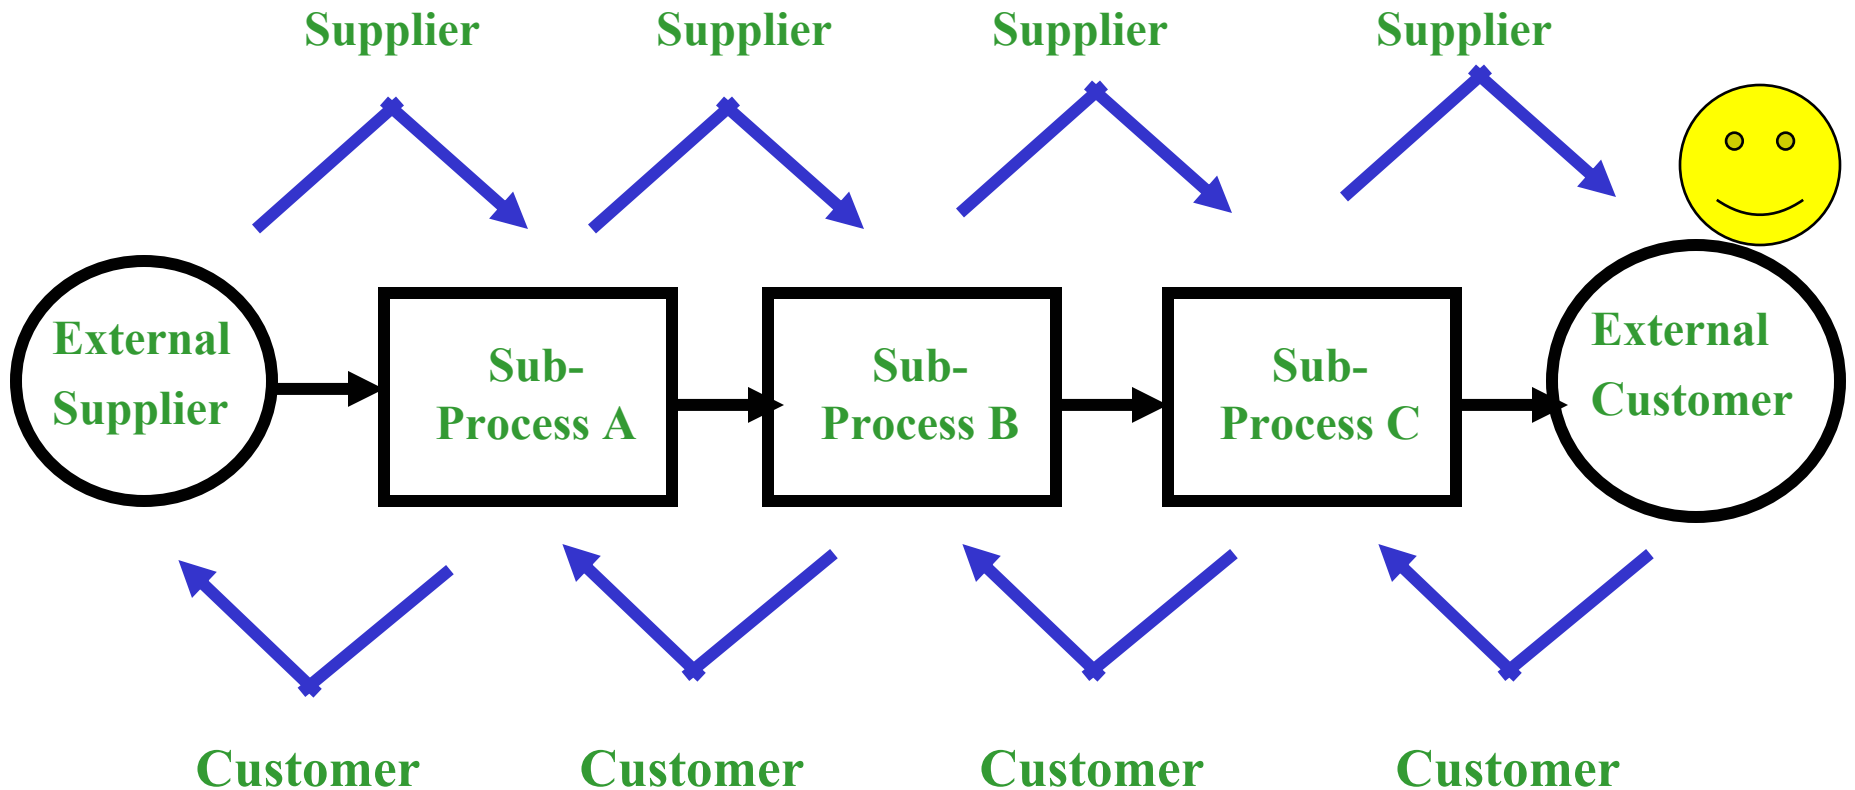 Supplier Supplier Supplier Supplier
External
Supplier
Sub-
Process A
Sub-
Process B
Sub-
Process C
External
Customer
Customer Customer Customer Customer